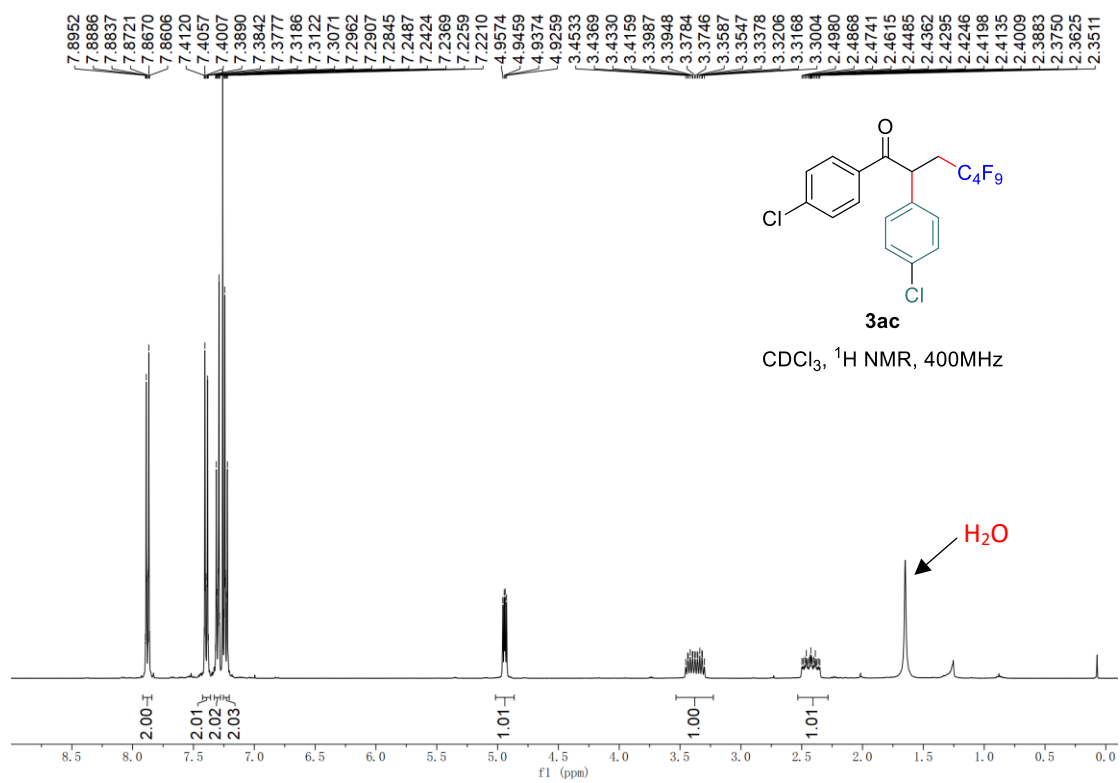 7.8952 7.8886 7.8837 7.8721 7.8670 7.8606 7.4120 7.4057 7.4007 7.3890 7.3842 7.3777 7.3186 7.3122 7.3071 7.2962 7.2907 7.2845 7.2487 7.2424 7.2369 7.2259 7.2210 4.9574 4.9459 4.9374 4.9259 3.4533 3.4369 3.4330 3.4159 3.3987 3.3948 3.3784 3.3746 3.3587 3.3547 3.3378 3.3206 3.3168 3.3004 2.4980 2.4868 2.4741 2.4615 2.4485 2.4362 2.4295 2.4246 2.4198 2.4135 2.4009 2.3883 2.3750 2.3625 2.3511
O
C₄F₉
Cl
Cl
3ac
CDCl₃, ¹H NMR, 400MHz
H₂O
2.00 2.01 2.02 2.03 1.01 1.00 1.01
8.5 8.0 7.5 7.0 6.5 6.0 5.5 5.0 4.5 4.0 3.5 3.0 2.5 2.0 1.5 1.0 0.5 0.0
f1 (ppm)